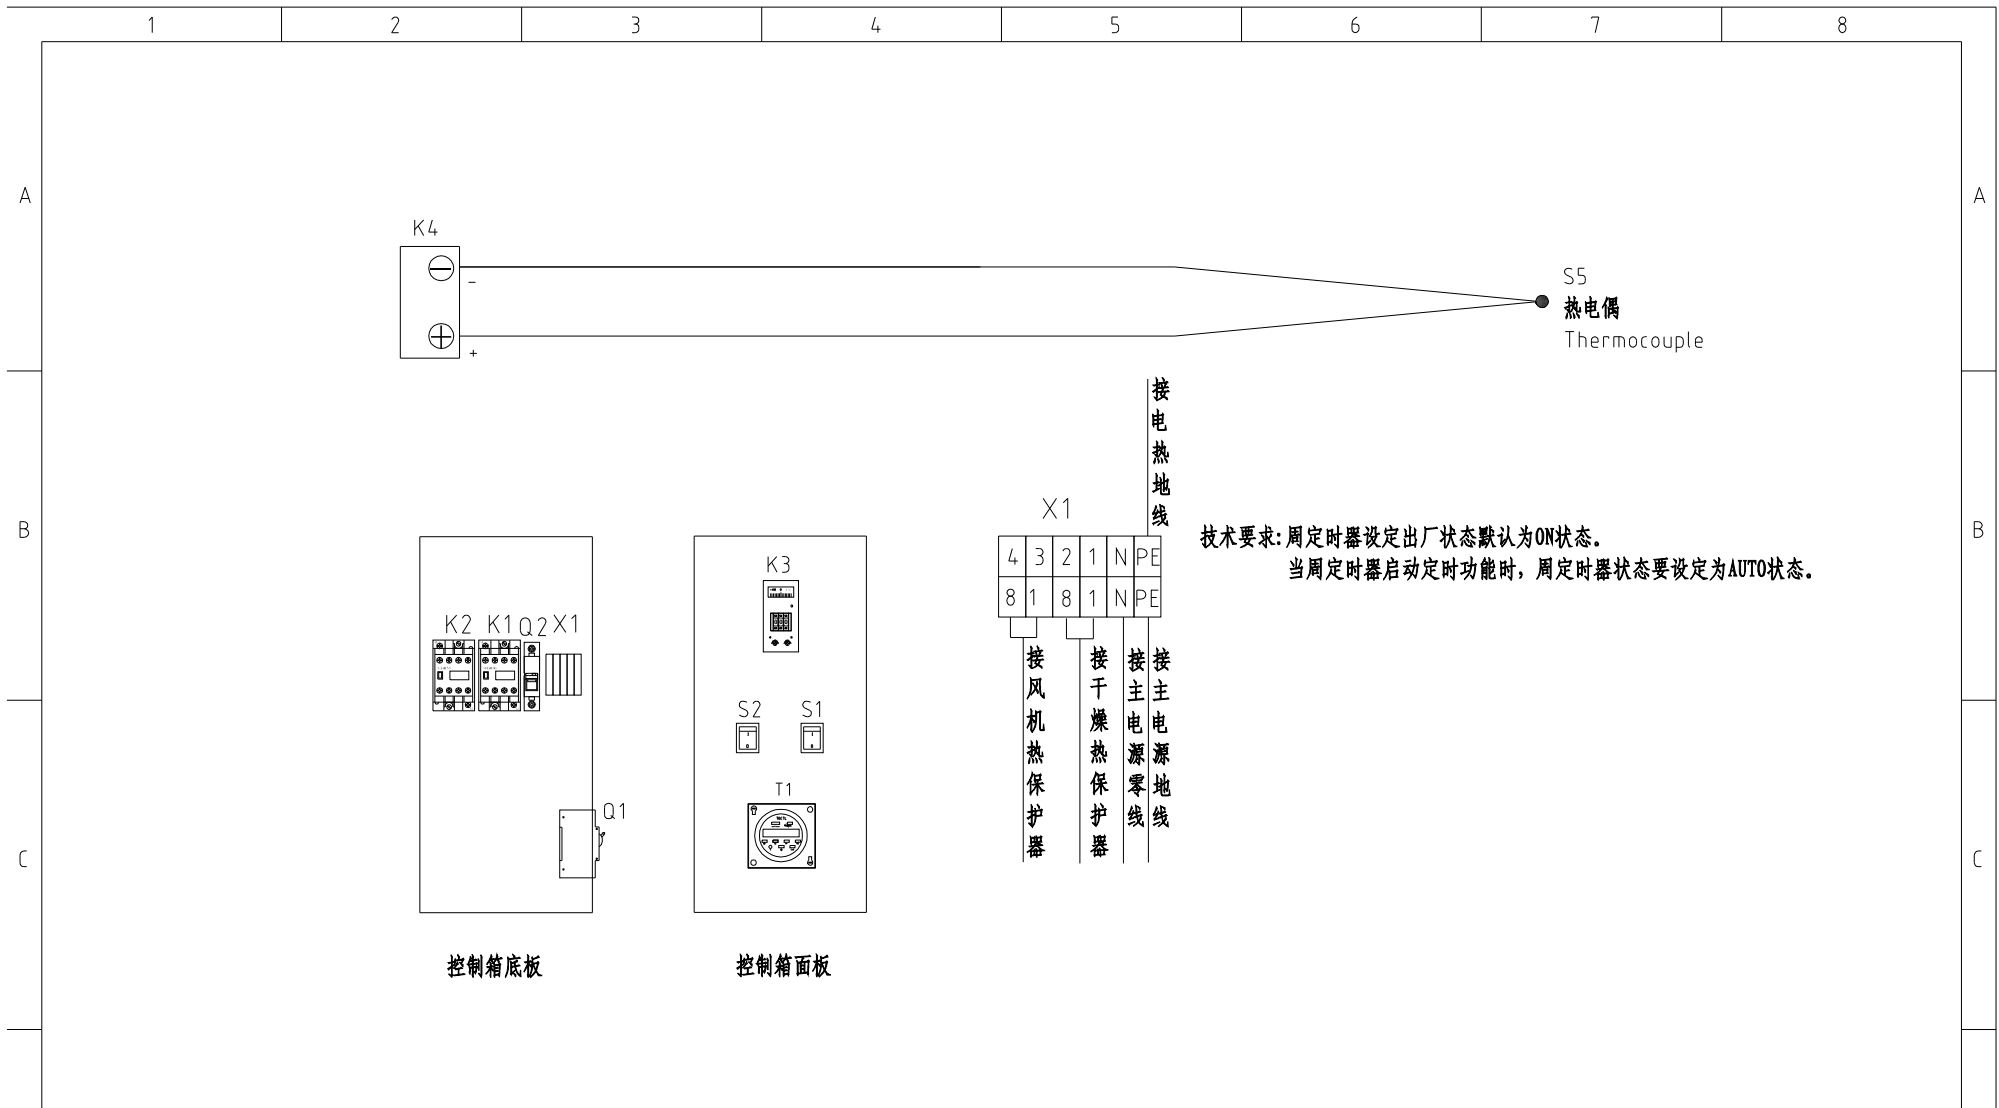 1 2 3 4 5 6 7 8
A A
K4
-
+
S5
热电偶
Thermocouple
接电热地线
B B
X1
4 3 2 1 N PE
8 1 8 1 N PE
技术要求:周定时器设定出厂状态默认为ON状态。
当周定时器启动定时功能时，周定时器状态要设定为AUTO状态。
K2 K1 Q2 X1
K3
S2 S1
T1
Q1
接风机热保护器
接干燥热保护器
接主电源零线
接主电源地线
C C
控制箱底板
控制箱面板